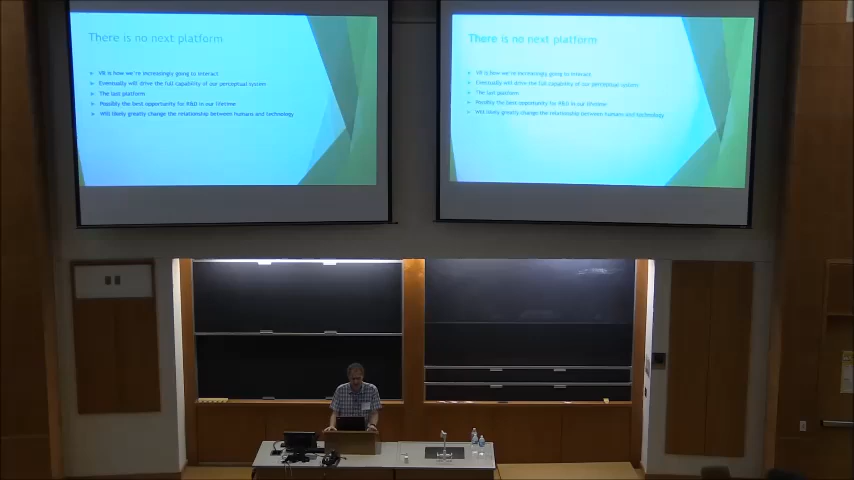 There is no next platform
VR is how we're increasingly going to interact
Eventually will drive the full capability of our perceptual system
The last platform
Possibly the best opportunity for R&D in our lifetime
Will likely greatly change the relationship between humans and technology
There is no next platform
VR is how we're increasingly going to interact
Eventually will drive the full capability of our perceptual system
The last platform
Possibly the best opportunity for R&D in our lifetime
Will likely greatly change the relationship between humans and technology